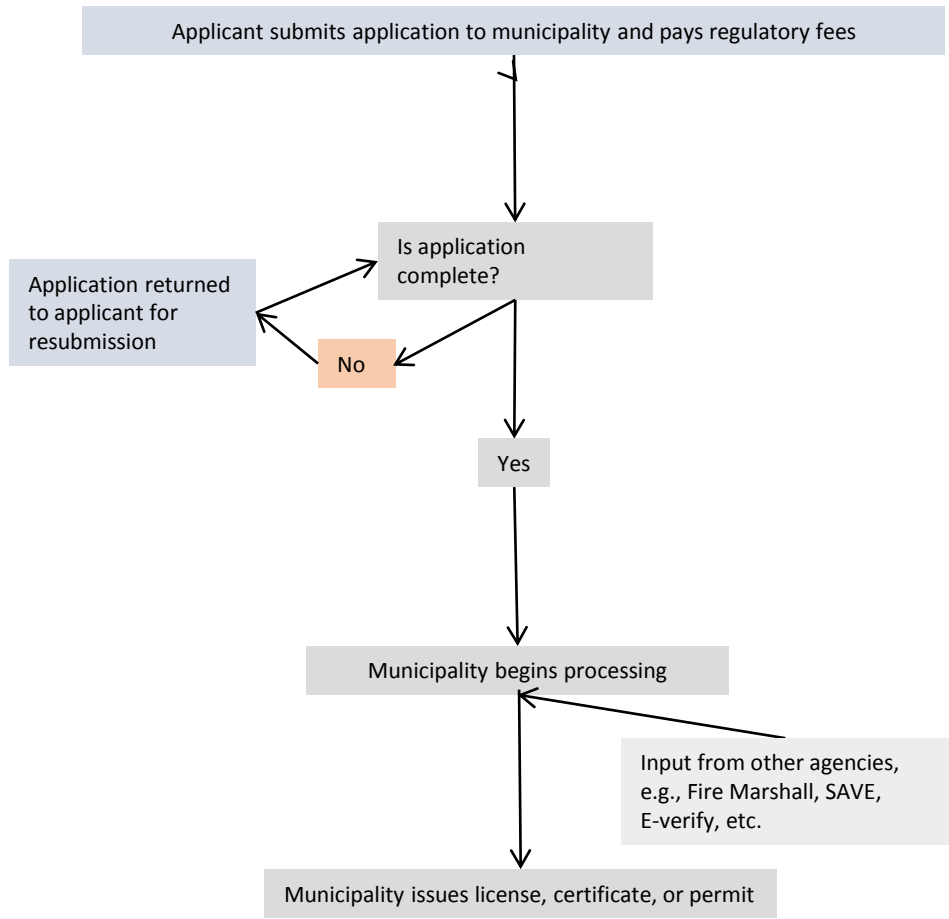 Applicant submits application to municipality and pays regulatory fees
Is application
complete?
Application returned
to applicant for
resubmission
No
Yes
Municipality begins processing
Input from other agencies,
e.g., Fire Marshall, SAVE,
E-verify, etc.
Municipality issues license, certificate, or permit